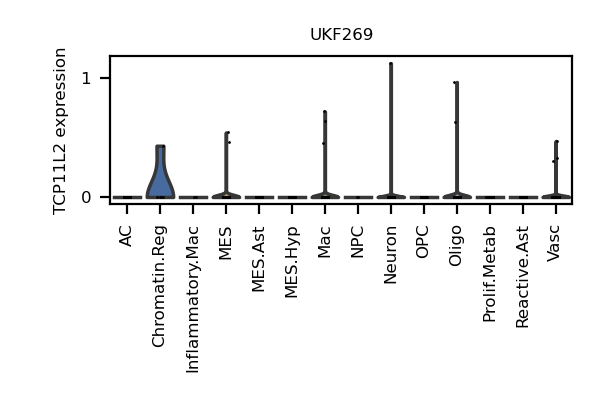 UKF269
TCP11L2 expression
1
0
AC
Chromatin.Reg
Inflammatory.Mac
MES
MES.Ast
MES.Hyp
Mac
NPC
Neuron
OPC
Oligo
Prolif.Metab
Reactive.Ast
Vasc